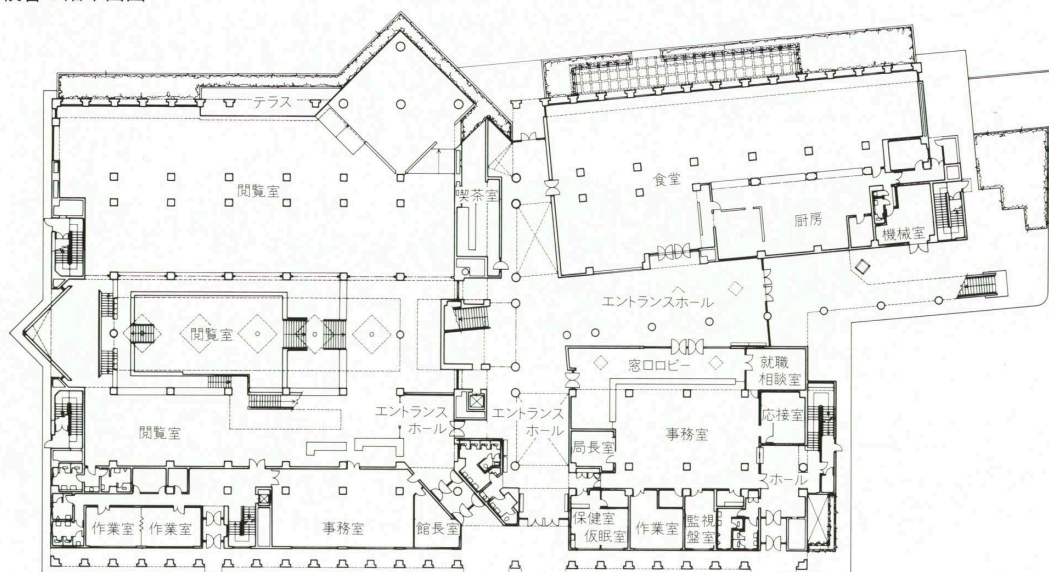 テラス
閲覧室
喫茶室
食堂
厨房
機械室
閲覧室
エントランスホール
窓口ロビー
就職
相談室
閲覧室
エントランス
ホール
エントランス
ホール
事務室
応接室
局長室
ホール
作業室
作業室
事務室
館長室
保健室
仮眠室
作業室
監視
盤室